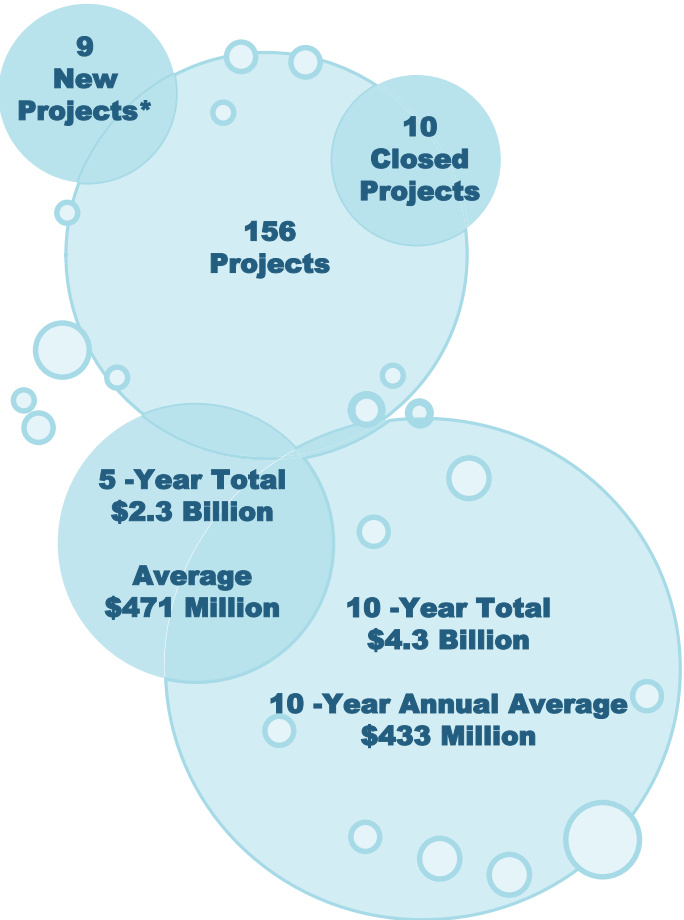 9
New
Projects*
10
Closed
Projects
156
Projects
5 -Year Total
$2.3 Billion
Average
$471 Million
10 -Year Total
$4.3 Billion
10 -Year Annual Average
$433 Million